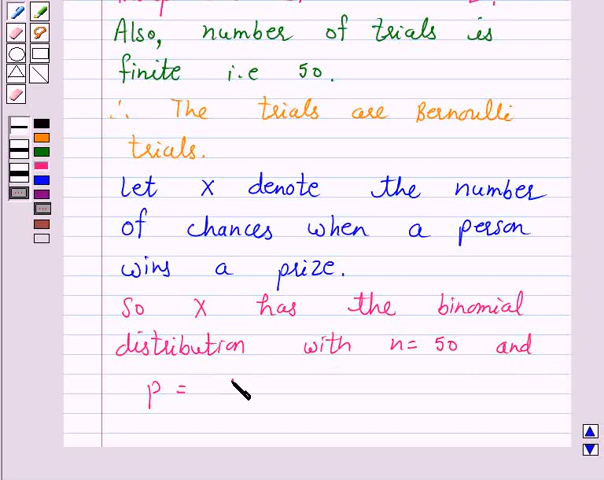 Also, number of trials is
finite i.e 50.
∴ The trials are Bernoulli
trials.
Let X denote the number
of chances when a person
wins a prize.
So X has the binomial
distribution with n= 50 and
p =